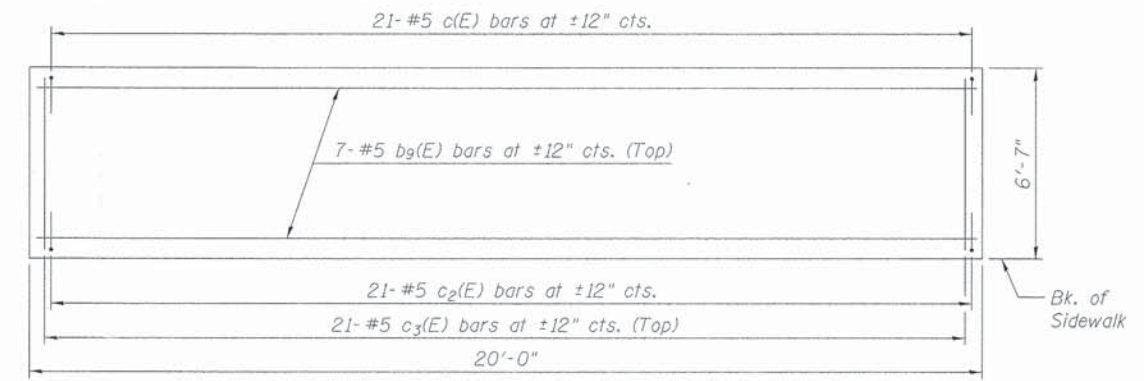 21- #5 c(E) bars at ±12" cts.
7- #5 b9(E) bars at ±12" cts. (Top)
6'-7"
21- #5 c2(E) bars at ±12" cts.
Bk. of
Sidewalk
21- #5 c3(E) bars at ±12" cts. (Top)
20'-0"